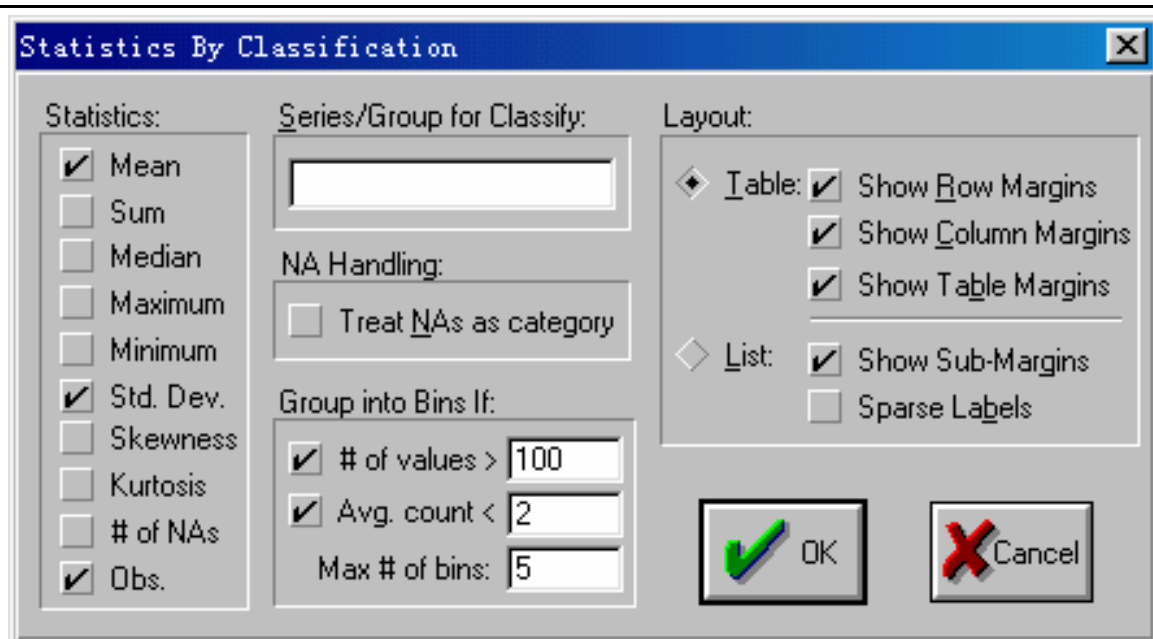 Statistics By Classification
Statistics:
Mean
Sum
Median
Maximum
Minimum
Std. Dev.
Skewness
Kurtosis
# of NAs
Obs.
Series/Group for Classify:
NA Handling:
Treat NAs as category
Group into Bins If:
# of values > 100
Avg. count < 2
Max # of bins: 5
Layout:
Table: Show Row Margins
Show Column Margins
Show Table Margins
List: Show Sub-Margins
Sparse Labels
OK
Cancel